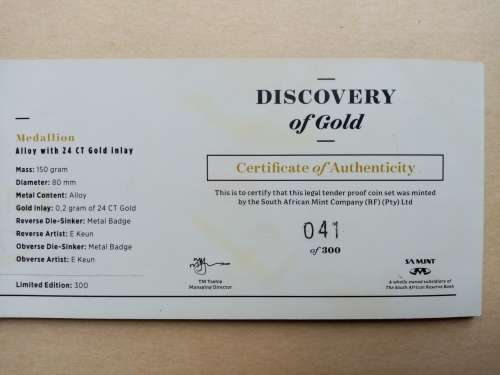 Medallion
Alloy with 24 CT Gold inlay
Mass: 150 gram
Diameter: 80 mm
Metal Content: Alloy
Gold Inlay: 0,2 gram of 24 CT Gold
Reverse Die-Sinker: Metal Badge
Reverse Artist: E Keun
Obverse Die-Sinker: Metal Badge
Obverse Artist: E Keun
Limited Edition: 300
DISCOVERY
of Gold
Certificate of Authenticity
This is to certify that this legal tender proof coin set was minted
by the South African Mint Company (RF) (Pty) Ltd
041
of 300
TM Tsehlo
Managing Director
SA MINT
A wholly owned subsidiary of
The South African Reserve Bank